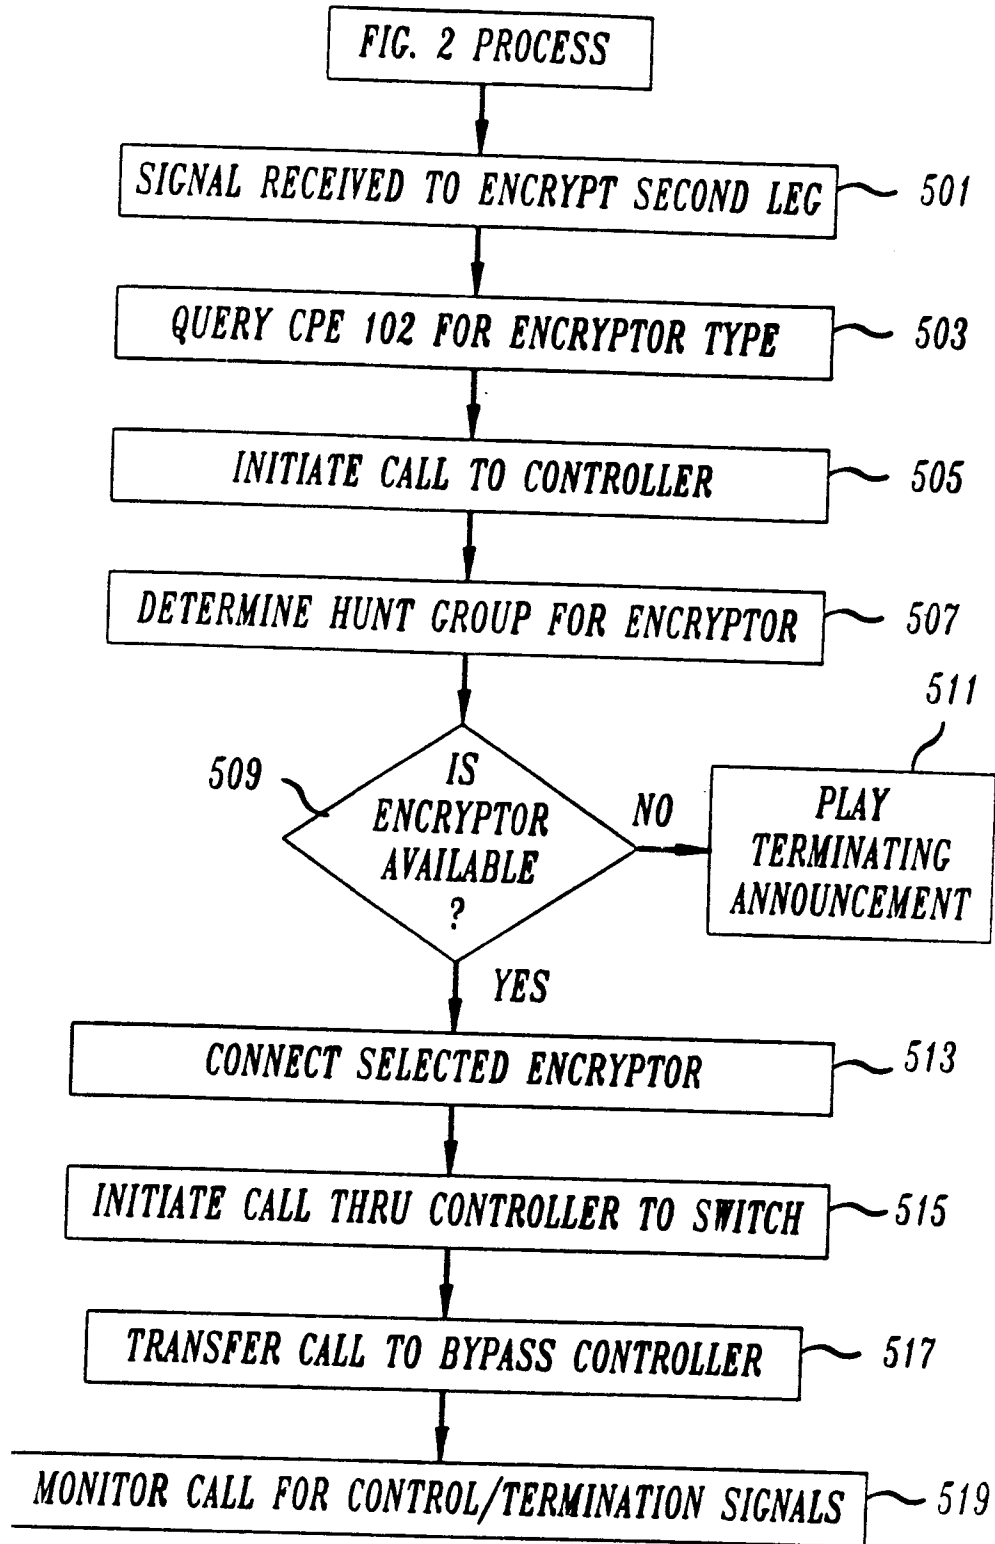 FIG. 2 PROCESS
SIGNAL RECEIVED TO ENCRYPT SECOND LEG
501
QUERY CPE 102 FOR ENCRYPTOR TYPE
503
INITIATE CALL TO CONTROLLER
505
DETERMINE HUNT GROUP FOR ENCRYPTOR
507
509
IS
ENCRYPTOR
AVAILABLE
?
NO
511
PLAY
TERMINATING
ANNOUNCEMENT
YES
CONNECT SELECTED ENCRYPTOR
513
INITIATE CALL THRU CONTROLLER TO SWITCH
515
TRANSFER CALL TO BYPASS CONTROLLER
517
MONITOR CALL FOR CONTROL/TERMINATION SIGNALS
519